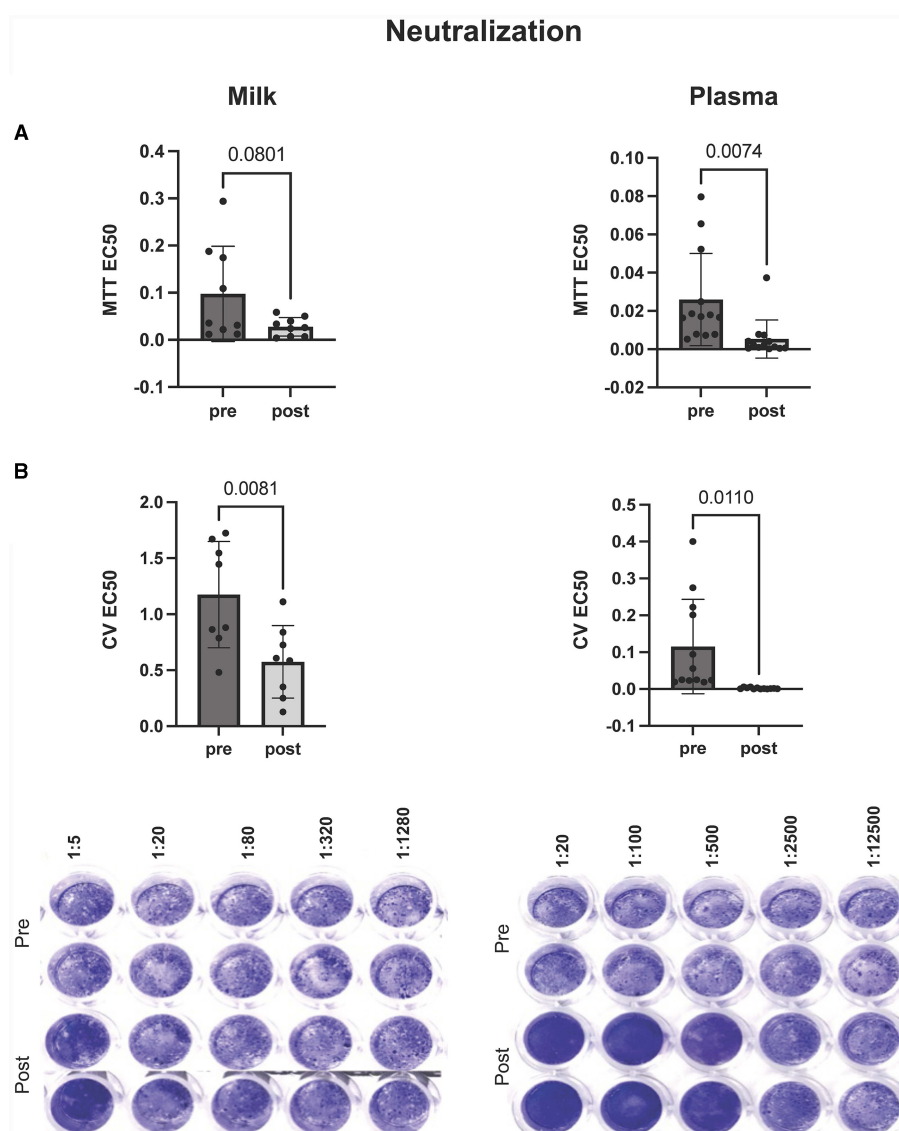 Neutralization
Milk
Plasma
A
0.4
0.3
0.2
0.1
0.0
-0.1
MTT EC50
0.0801
pre
post
0.10
0.08
0.06
0.04
0.02
0.00
-0.02
MTT EC50
0.0074
pre
post
B
2.0
1.5
1.0
0.5
0.0
CV EC50
0.0081
pre
post
0.5
0.4
0.3
0.2
0.1
0.0
-0.1
CV EC50
0.0110
pre
post
1:5
1:20
1:80
1:320
1:1280
Pre
Post
1:20
1:100
1:500
1:2500
1:12500
Pre
Post